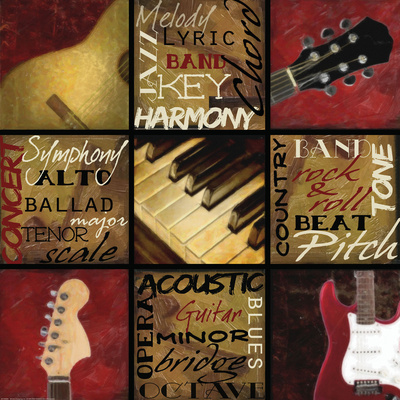 Melody
JAZZ
LYRIC
BAND
KEY
HARMONY
Chord
CONCERT
Symphony
ALTO
BALLAD
major
TENOR
scale
COUNTRY
BAND
rock
&
roll
BEAT
Pitch
TONE
OPERA
ACOUSTIC
Guitar
MINOR
bridge
OCTAVE
BLUES